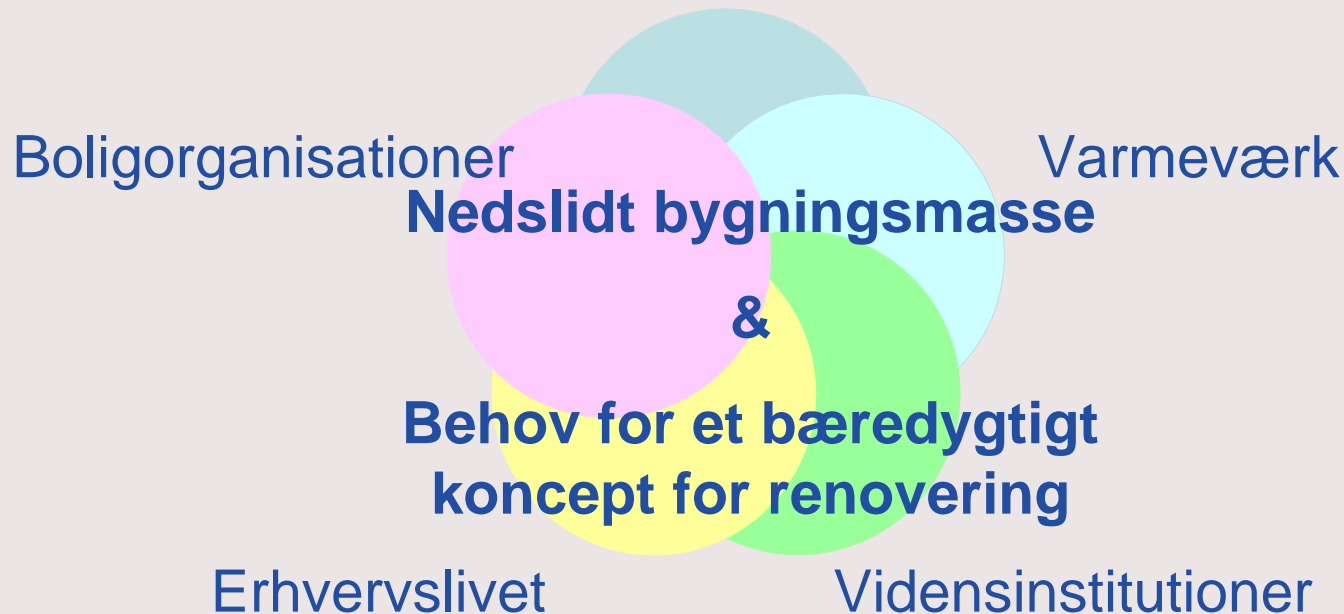 Boligorganisationer
Varmeværk
Nedslidt bygningsmasse
&
Behov for et bæredygtigt
koncept for renovering
Erhvervslivet
Vidensinstitutioner